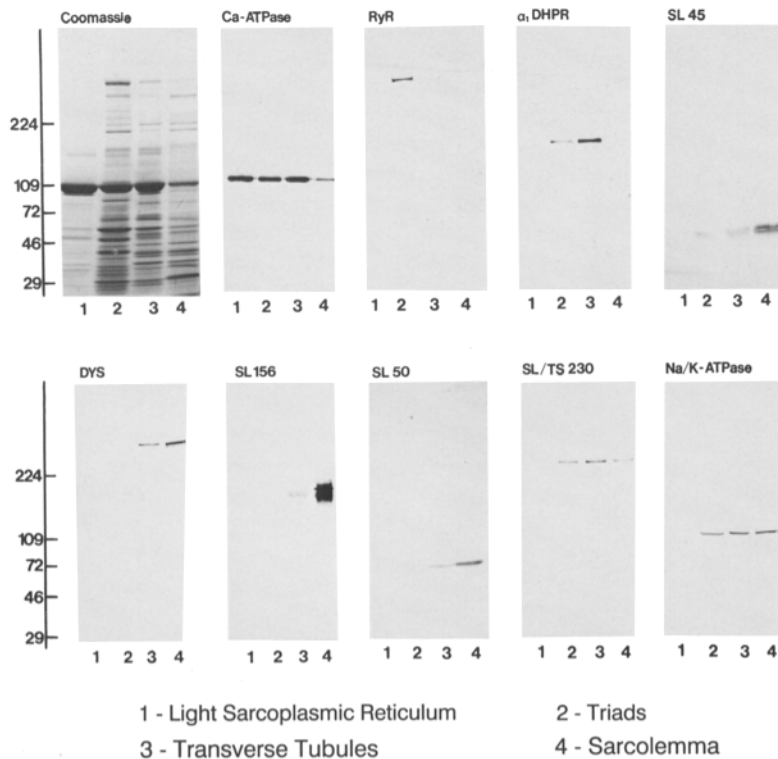 Coomassie Ca-ATPase RyR α₁ DHPR SL 45
224
109
72
46
29
1 2 3 4 1 2 3 4 1 2 3 4 1 2 3 4 1 2 3 4
DYS SL 156 SL 50 SL/TS 230 Na/K-ATPase
224
109
72
46
29
1 2 3 4 1 2 3 4 1 2 3 4 1 2 3 4 1 2 3 4
1 - Light Sarcoplasmic Reticulum 2 - Triads
3 - Transverse Tubules 4 - Sarcolemma